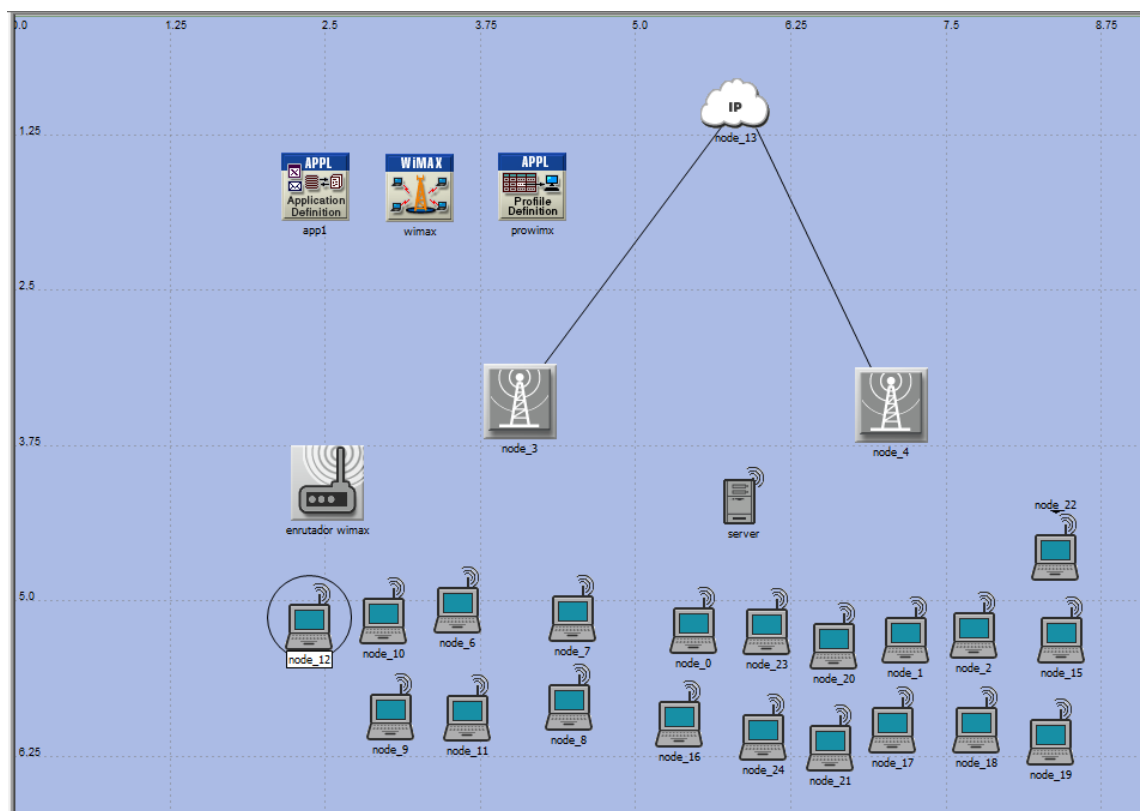 0.0 1.25 2.5 3.75 5.0 6.25 7.5 8.75
IP
node_13
1.25
APPL
Application
Definition
app1
WiMAX
wimax
APPL
Profile
Definition
prowimx
2.5
node_3
node_4
3.75
enrutador wimax
server
node_22
5.0
node_12
node_10
node_6
node_7
node_0
node_23
node_20
node_1
node_2
node_15
node_9
node_11
node_8
node_16
node_24
node_21
node_17
node_18
node_19
6.25